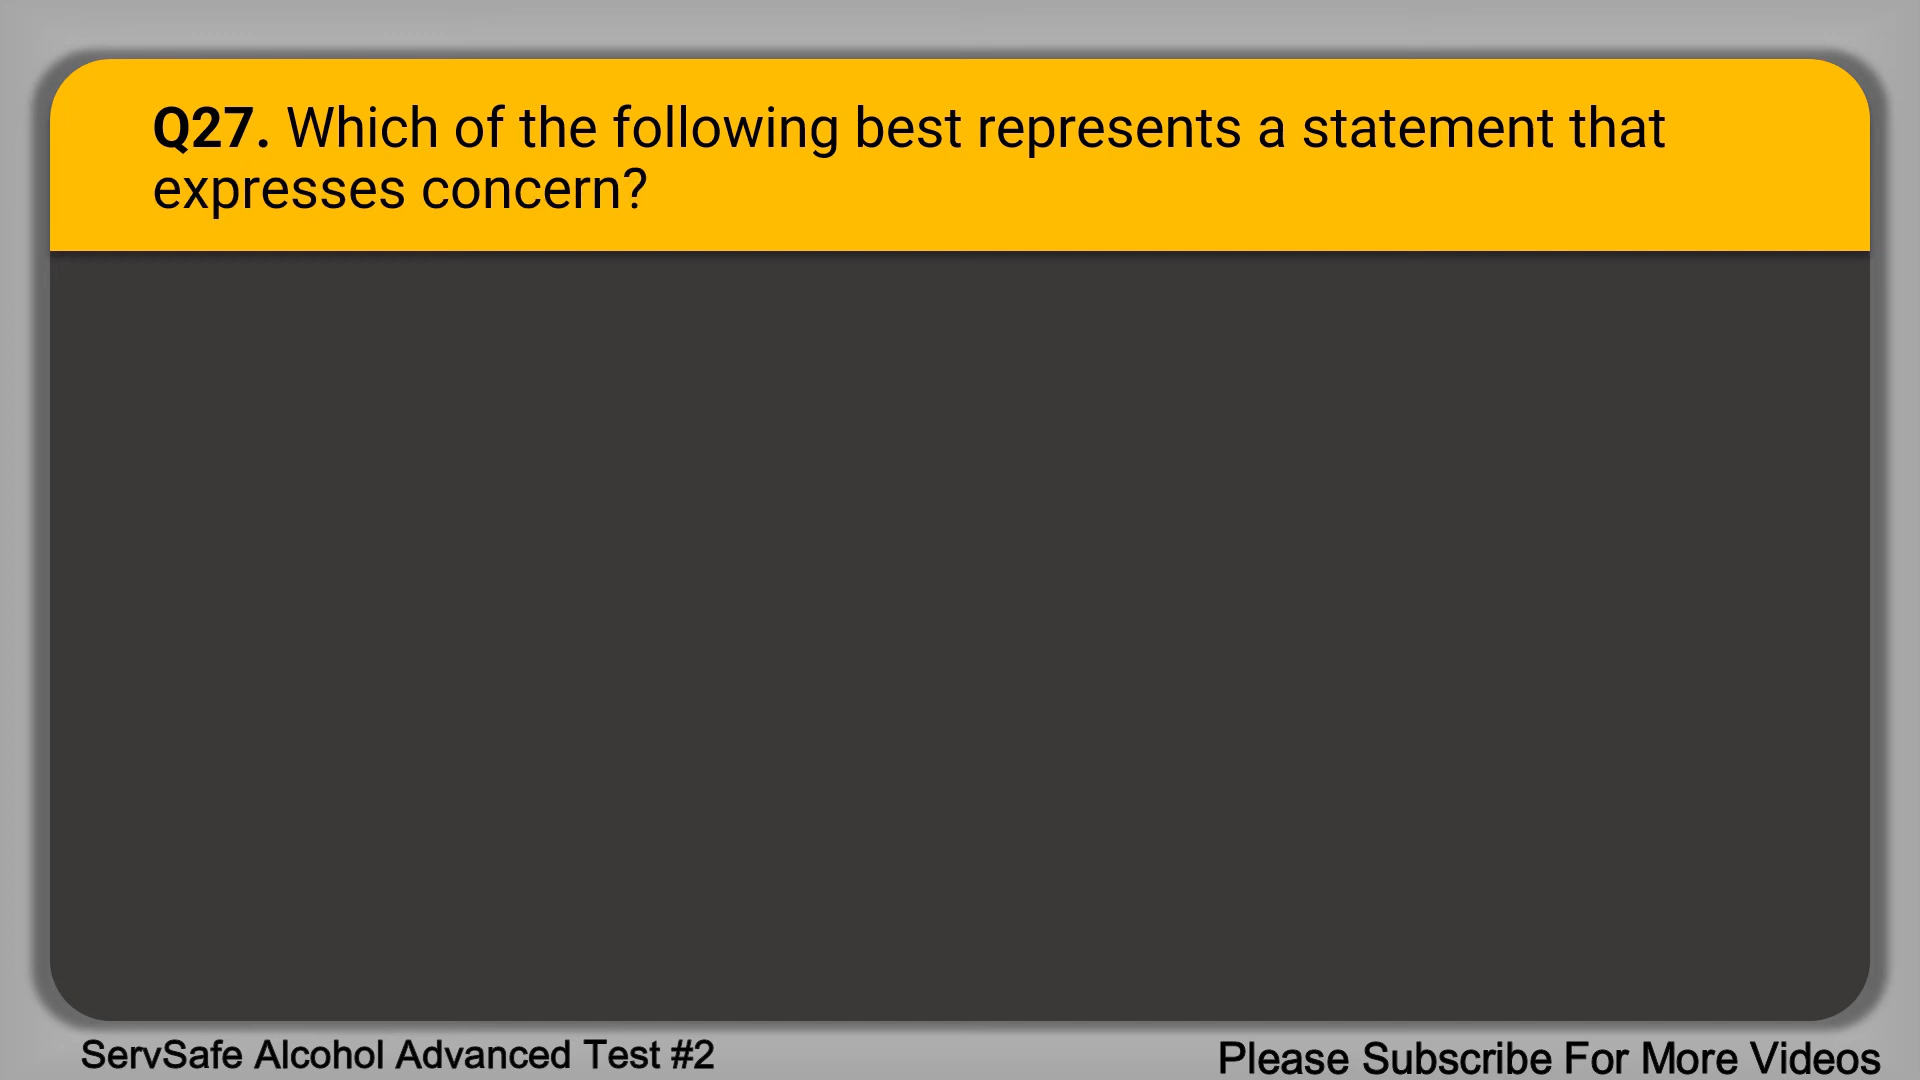 Q27. Which of the following best represents a statement that
expresses concern?
ServSafe Alcohol Advanced Test #2
Please Subscribe For More Videos